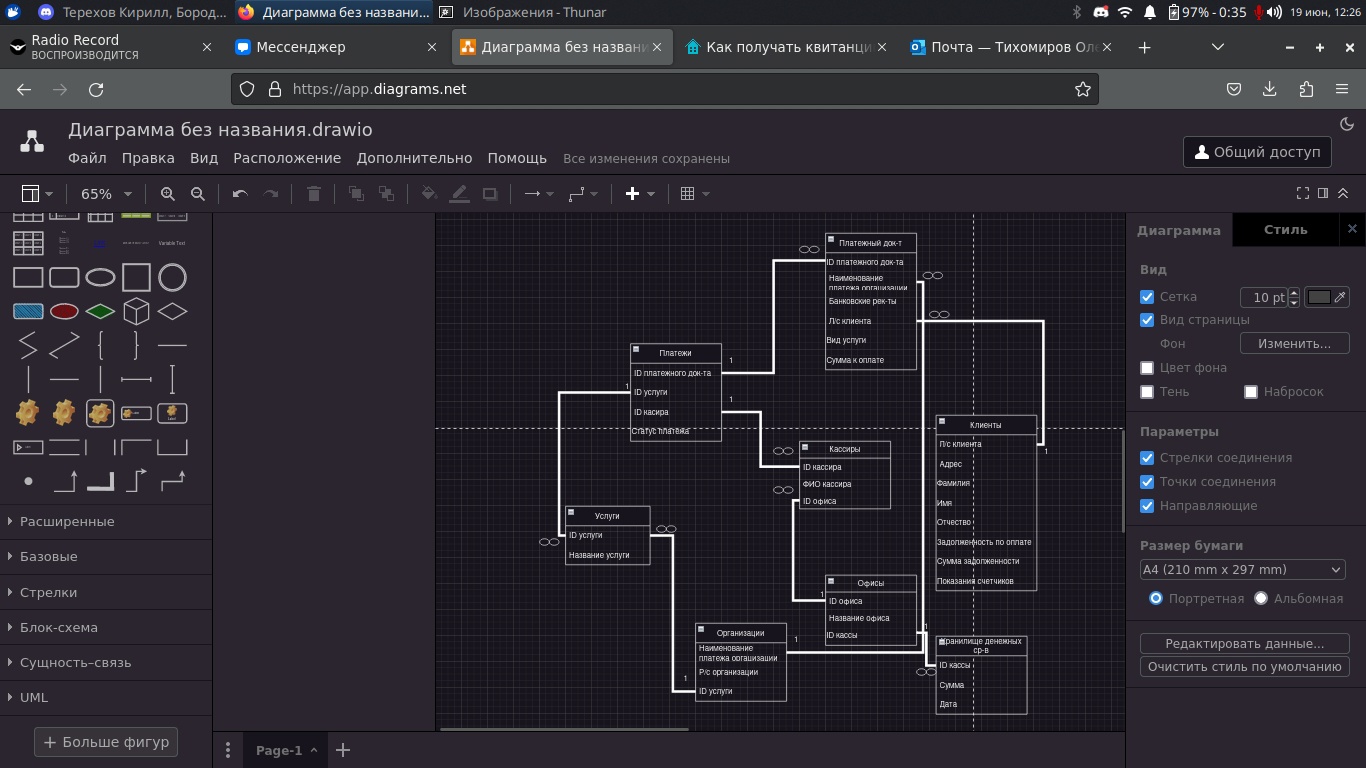 Терехов Кирилл, Бород...
Диаграмма без названи...
Изображения - Thunar
97% - 0:35
19 июн, 12:26
Radio Record
ВОСПРОИЗВОДИТСЯ
Мессенджер
Диаграмма без назван
Как получать квитанци
Почта — Тихомиров Ол
https://app.diagrams.net
Диаграмма без названия.drawio
Файл Правка Вид Расположение Дополнительно Помощь Все изменения сохранены
Общий доступ
65%
Variable Text
Расширенные
Базовые
Стрелки
Блок-схема
Сущность–связь
UML
Больше фигур
Платежный док-т
ID платежного док-та
Наименование
платежа организации
Банковские рек-ты
Л/с клиента
Вид услуги
Сумма к оплате
Платежи
ID платежного док-та
ID услуги
ID касира
Статус платежа
1
1
1
Кассиры
ID кассира
ФИО кассира
ID офиса
Клиенты
Л/с клиента
Адрес
Фамилия
Имя
Отчество
Задолженность по оплате
Сумма задолженности
Показания счетчиков
1
Услуги
ID услуги
Название услуги
Офисы
ID офиса
Название офиса
ID кассы
1
1
Организации
Наименование
платежа организации
Р/с организации
ID услуги
1
1
Хранилище денежных
ср-в
ID кассы
Сумма
Дата
Page-1
Диаграмма
Стиль
Вид
Сетка
10 pt
Вид страницы
Фон
Изменить...
Цвет фона
Тень
Набросок
Параметры
Стрелки соединения
Точки соединения
Направляющие
Размер бумаги
A4 (210 mm x 297 mm)
Портретная
Альбомная
Редактировать данные...
Очистить стиль по умолчанию